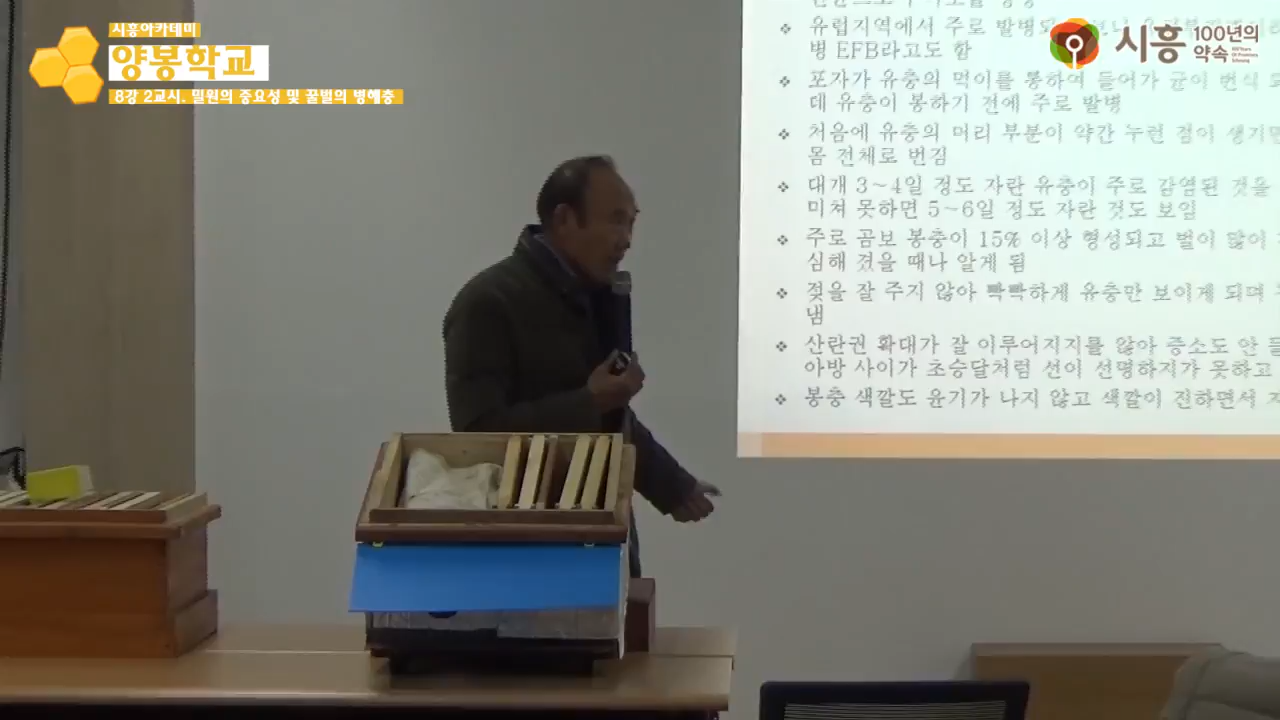 시흥아카데미
양봉학교
8강 2교시. 밀원의 중요성 및 꿀벌의 병해충
시흥 100년의 약속
유럽지역에서 주로
병 EFB라고도 함
포자가 유충의 먹이를 통하여 들어가 균이 번식
데 유충이 봉하기 전에 주로 발병
처음에 유충의 머리 부분이 약간 누런 점이
몸 전체로 번짐
대개 3~4일 정도 자란 유충이 주로 감염된 것을
미쳐 못하면 5~6일 정도 자란 것도 보임
주로 곰보 봉충이 15% 이상 형성되고 벌이 많이
심해 졌을 때나 알게 됨
젖을 잘 주지 않아 빡빡하게 유충만 보이게 되며
냄
산란권 확대가 잘 이루어지지를 않아 증소도 안
아방 사이가 초승달처럼 선이 선명하지가 못하고
봉충 색깔도 윤기가 나지 않고 색깔이 진하면서